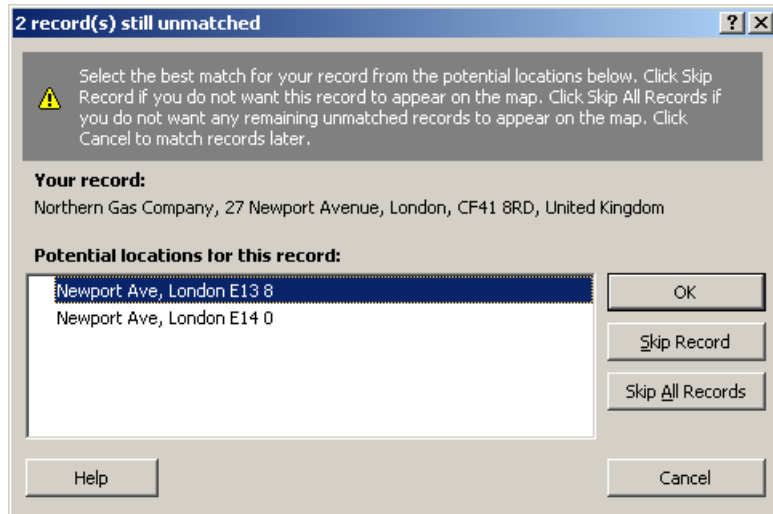 2 record(s) still unmatched
Select the best match for your record from the potential locations below. Click Skip
Record if you do not want this record to appear on the map. Click Skip All Records if
you do not want any remaining unmatched records to appear on the map. Click
Cancel to match records later.
Your record:
Northern Gas Company, 27 Newport Avenue, London, CF41 8RD, United Kingdom
Potential locations for this record:
Newport Ave, London E13 8
Newport Ave, London E14 0
OK
Skip Record
Skip All Records
Help
Cancel